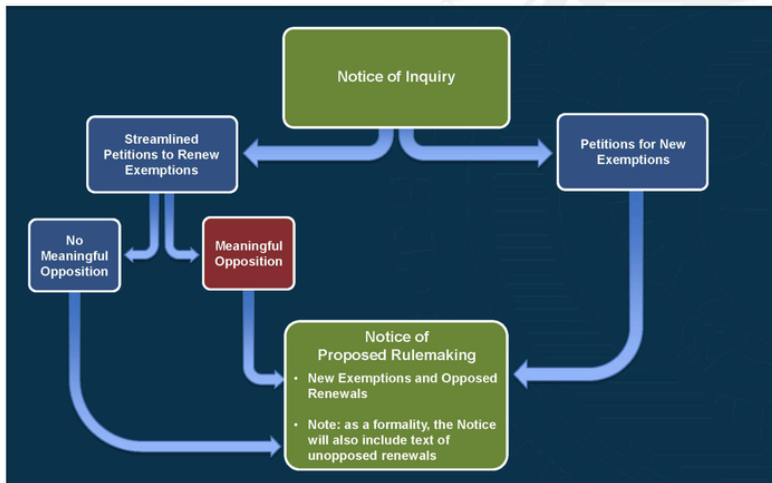 Notice of Inquiry
Streamlined
Petitions to Renew
Exemptions
Petitions for New
Exemptions
No
Meaningful
Opposition
Meaningful
Opposition
Notice of
Proposed Rulemaking
• New Exemptions and Opposed
Renewals
• Note: as a formality, the Notice
will also include text of
unopposed renewals